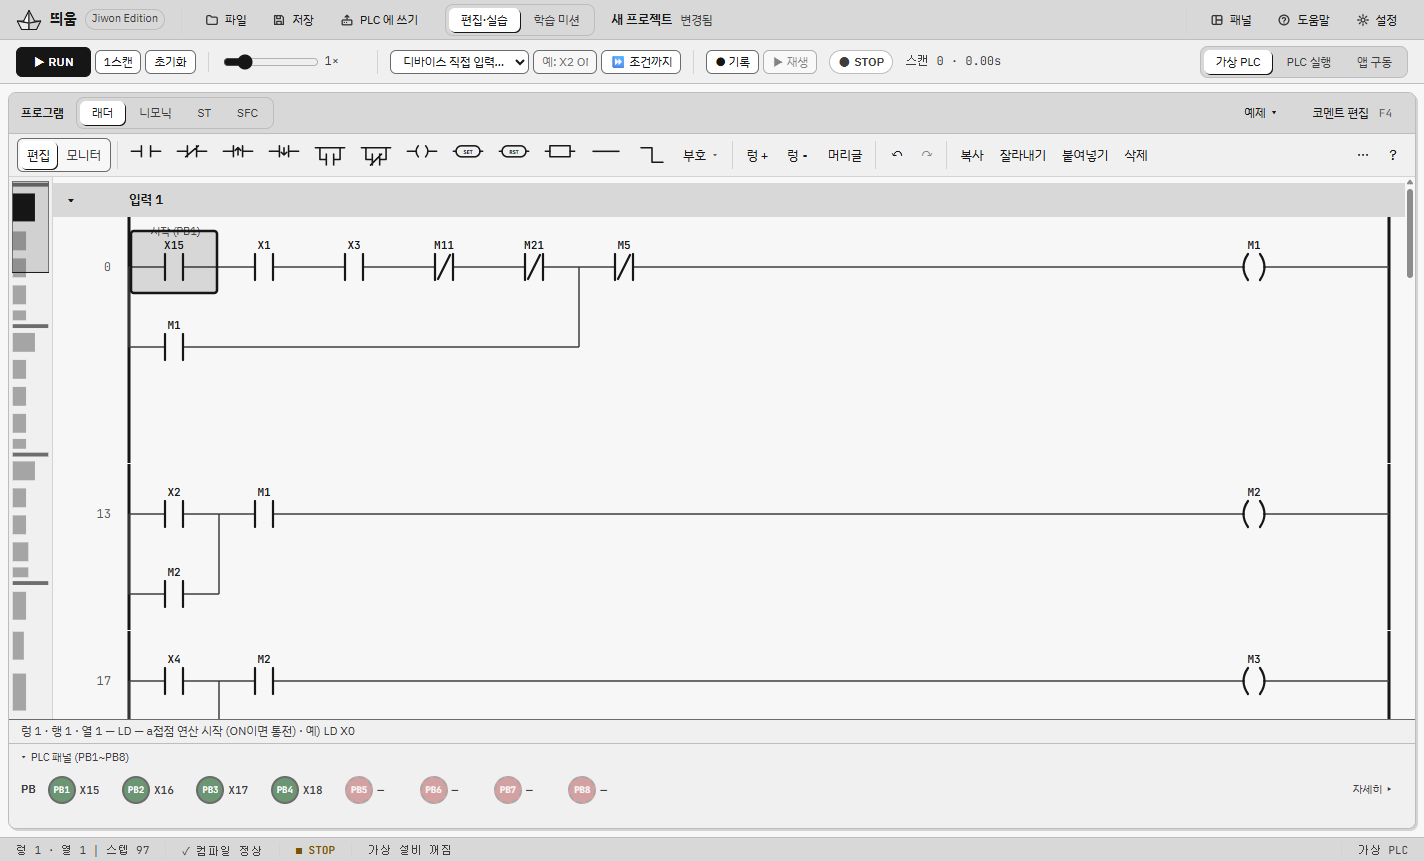 띄움 Jiwon Edition 파일 저장 PLC 에 쓰기 편집·실습 학습 미션 새 프로젝트 변경됨 패널 도움말 설정
▶ RUN 1스캔 초기화 1× 디바이스 직접 입력... 예: X2 ON ⏩ 조건까지 ● 기록 ▶ 재생 ● STOP 스캔 0 · 0.00s 가상 PLC PLC 실행 앱 구동
프로그램 래더 니모닉 ST SFC 예제 ▾ 코멘트 편집 F4
편집 모니터 SET RST 부호 ▾ 렁 + 렁 - 머리글 복사 잘라내기 붙여넣기 삭제 ··· ?
입력 1
시작 (PB1)
X15 X1 X3 M11 M21 M5 M1
0
M1
X2 M1 M2
13
M2
X4 M2 M3
17
렁 1 · 행 1 · 열 1 — LD — a접점 연산 시작 (ON이면 통전) · 예) LD X0
PLC 패널 (PB1~PB8)
PB PB1 X15 PB2 X16 PB3 X17 PB4 X18 PB5 — PB6 — PB7 — PB8 — 자세히 ▸
렁 1 · 열 1 | 스텝 97 ✓ 컴파일 정상 ■ STOP 가상 설비 꺼짐 가상 PLC